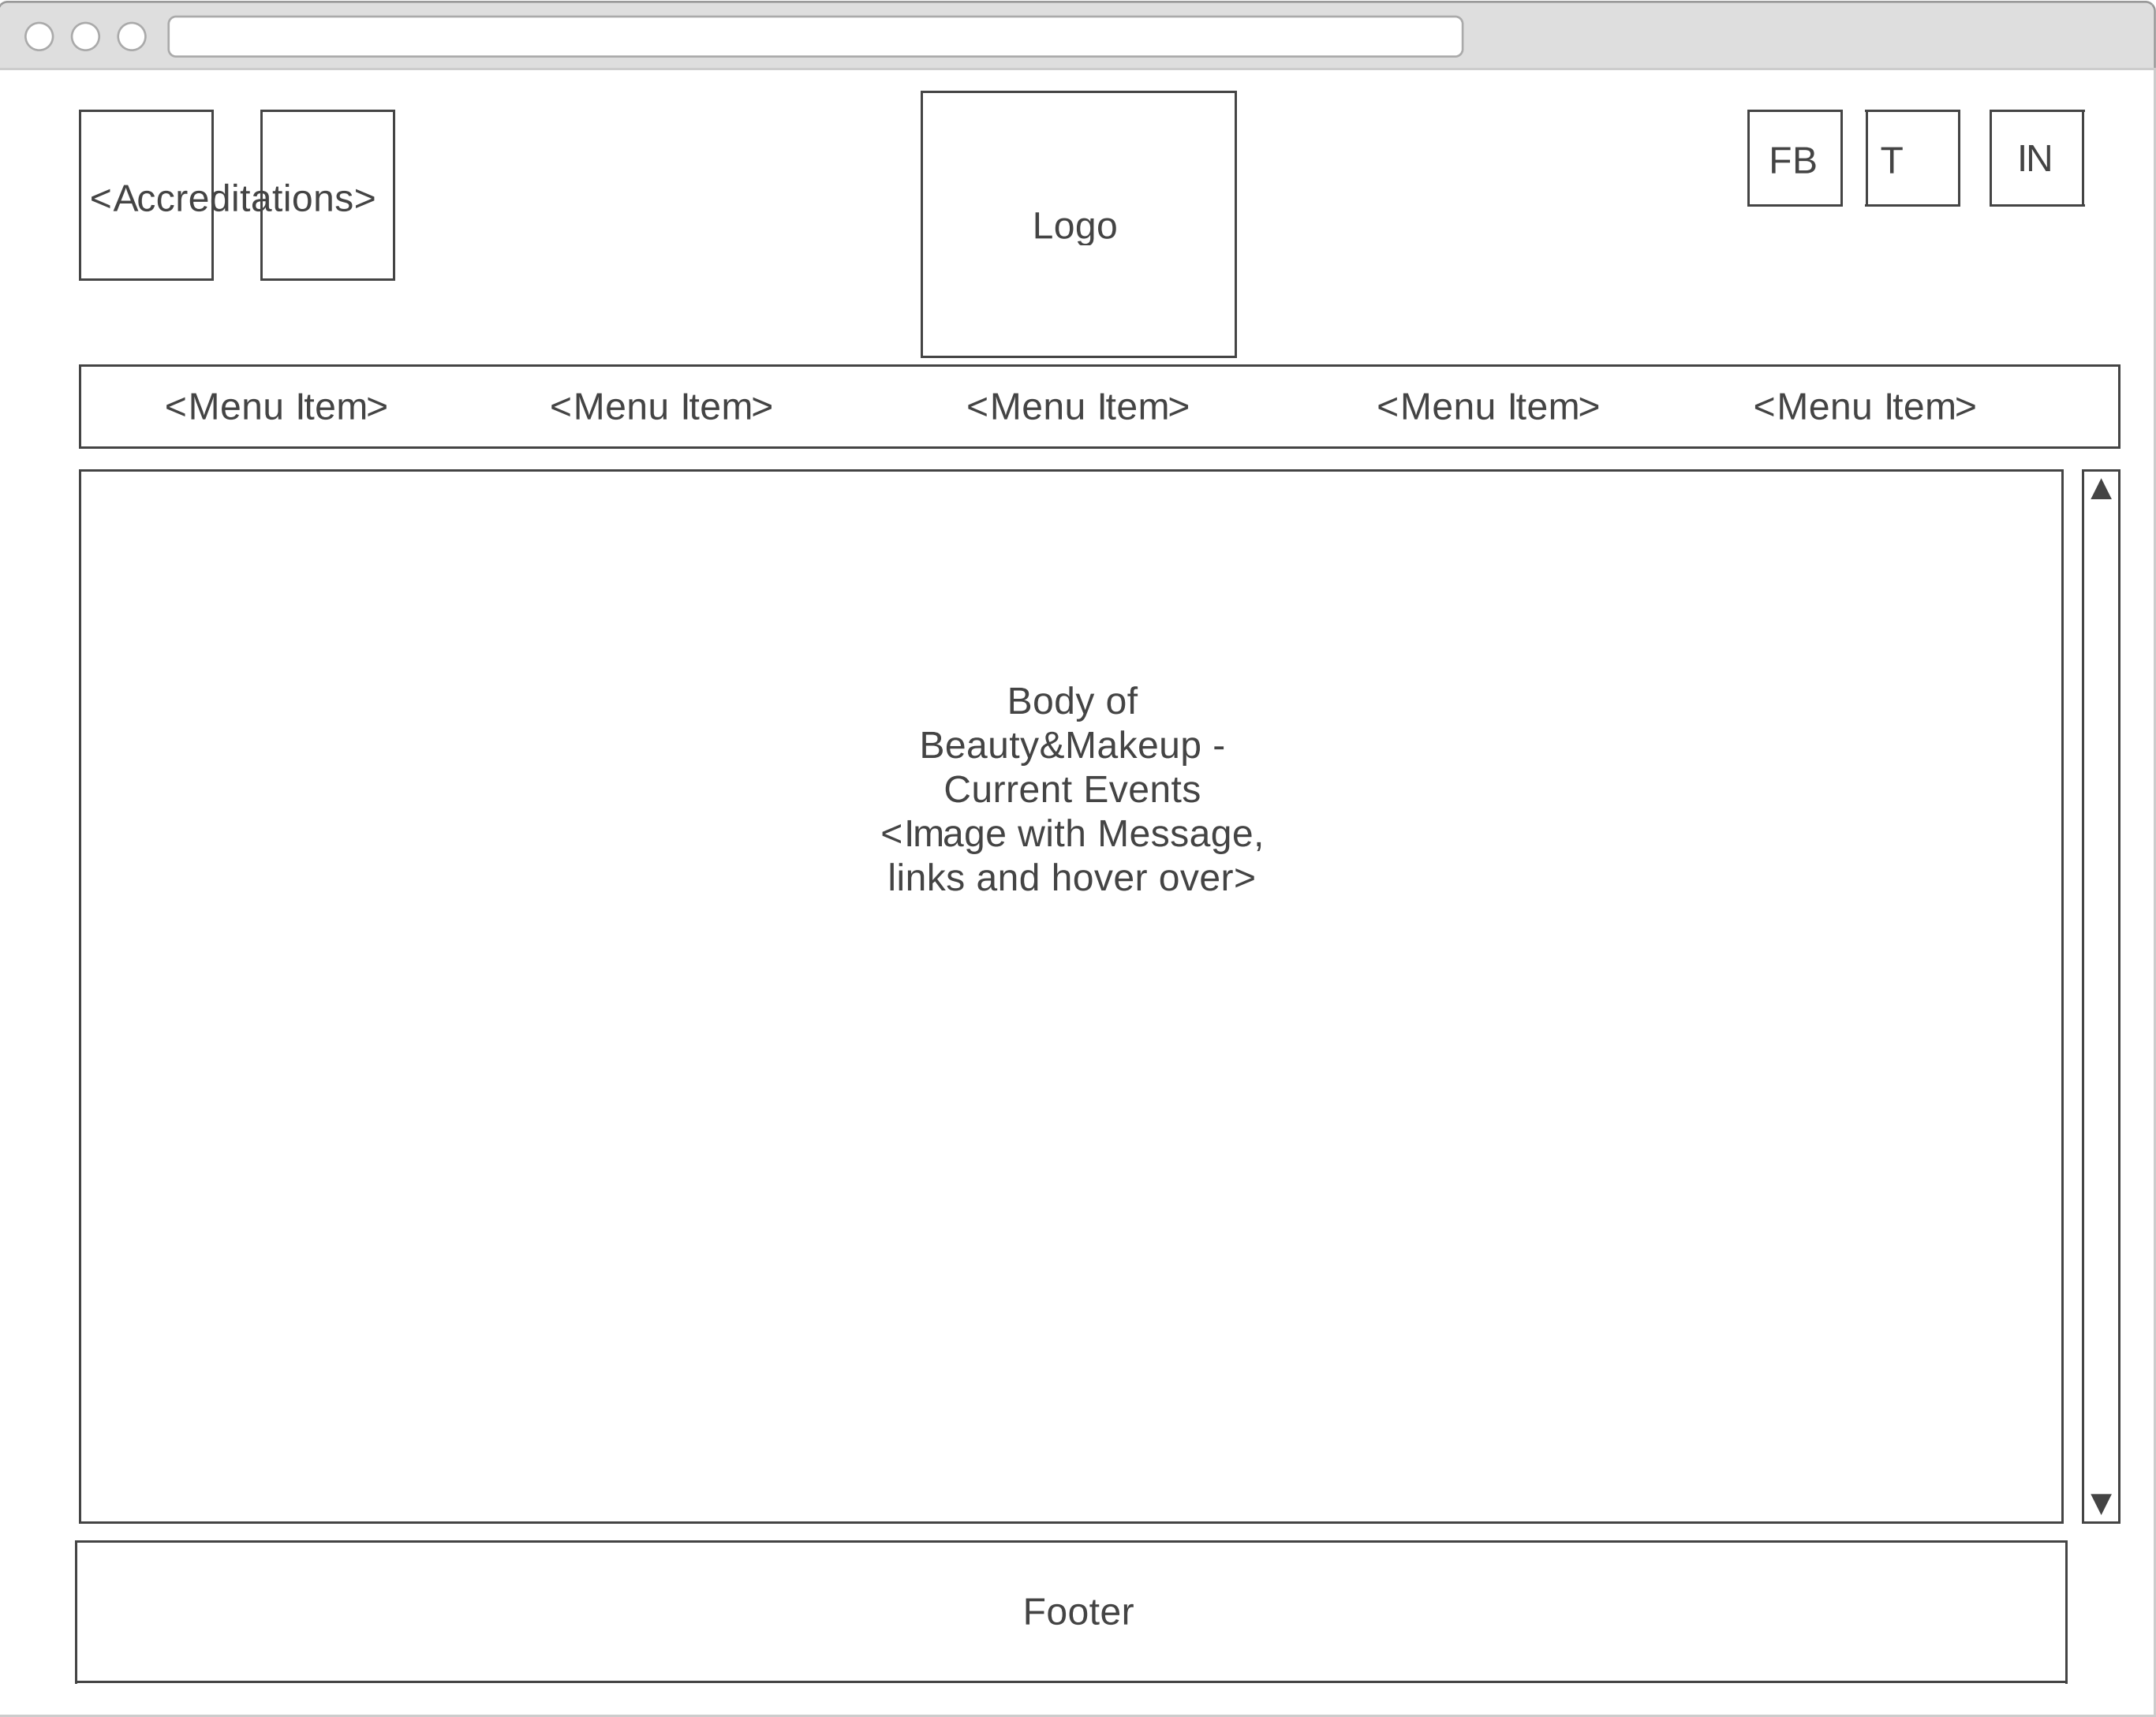 <Accreditations>
Logo
FB
T
IN
<Menu Item>
<Menu Item>
<Menu Item>
<Menu Item>
<Menu Item>
Body of
Beauty&Makeup -
Current Events
<Image with Message,
links and hover over>
Footer